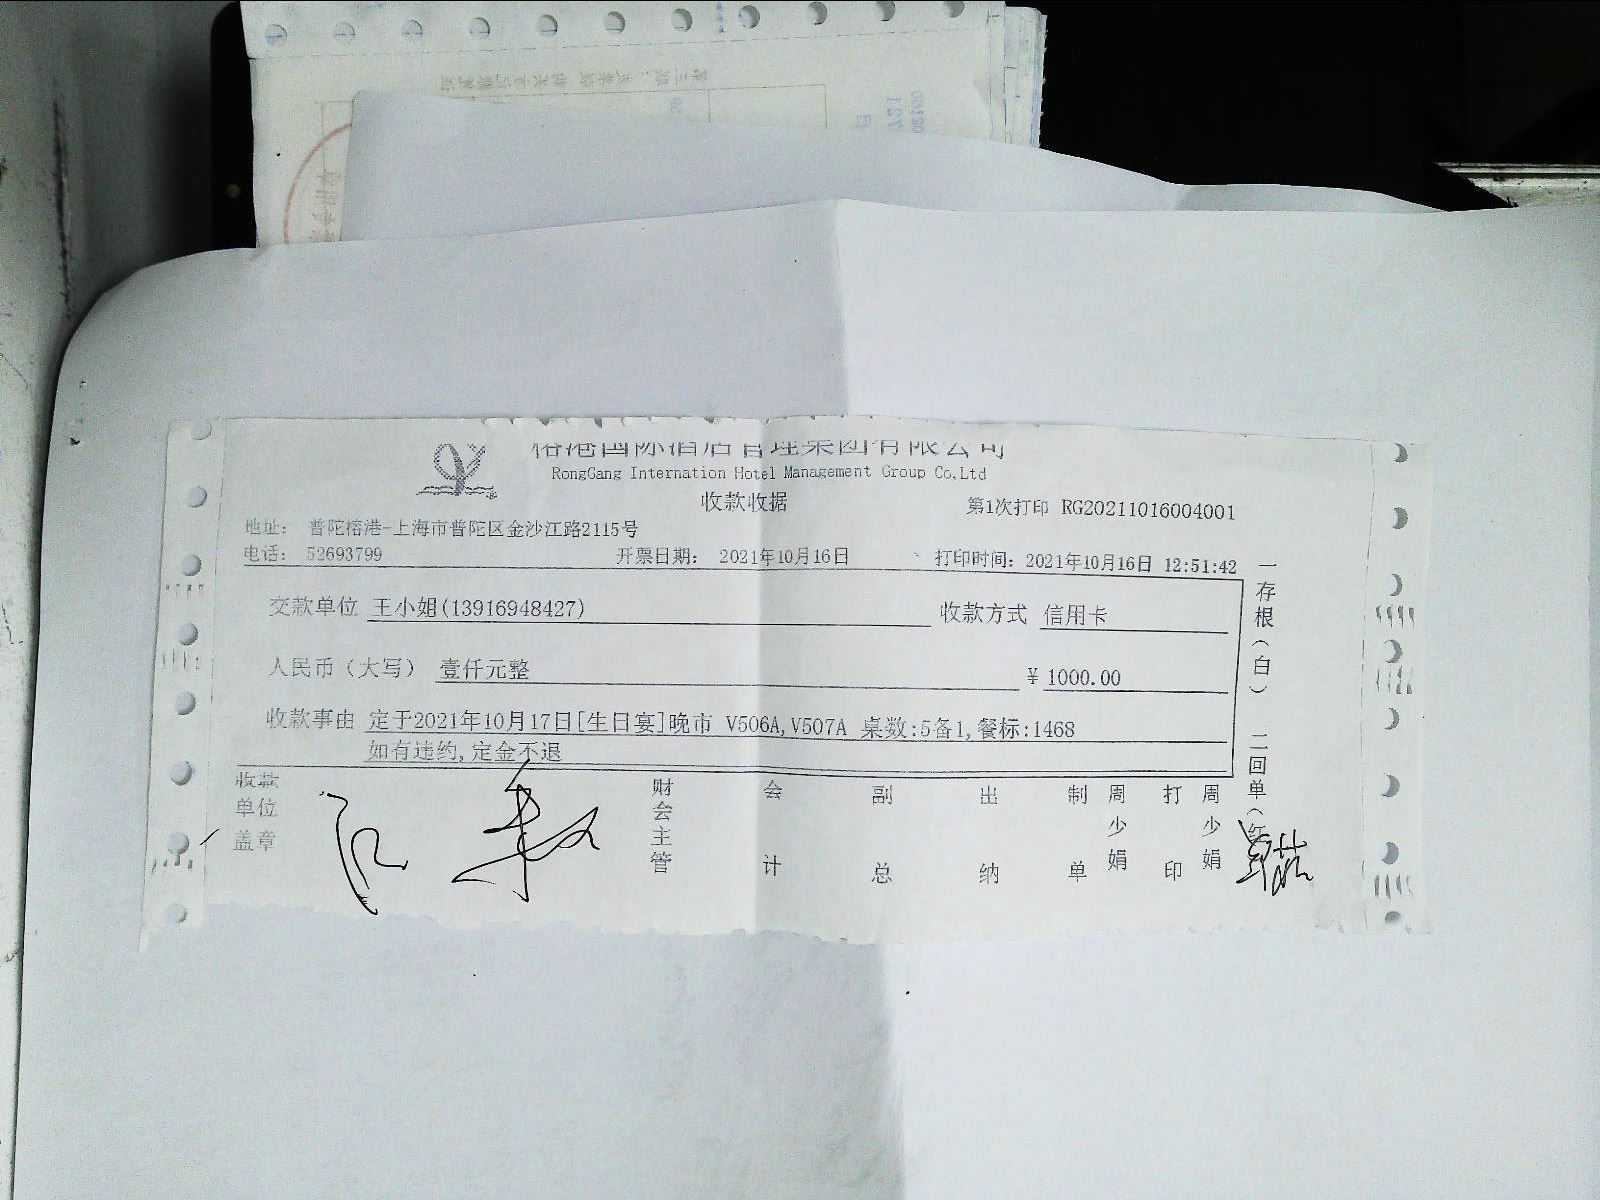 榕港国际酒店管理集团有限公司
RongGang Internation Hotel Management Group Co,Ltd
收款收据
第1次打印 RG20211016004001
地址: 普陀榕港-上海市普陀区金沙江路2115号
电话: 52693799 开票日期: 2021年10月16日 打印时间: 2021年10月16日 12:51:42
交款单位 王小姐(13916948427) 收款方式 信用卡
人民币（大写） 壹仟元整 ¥ 1000.00
收款事由 定于2021年10月17日[生日宴]晚市 V506A,V507A 桌数:5备1,餐标:1468
如有违约,定金不退
收款单位盖章 财会主管 会计 副总 出纳 制单 周少娟 打印 周少娟
一存根（白） 二回单（红